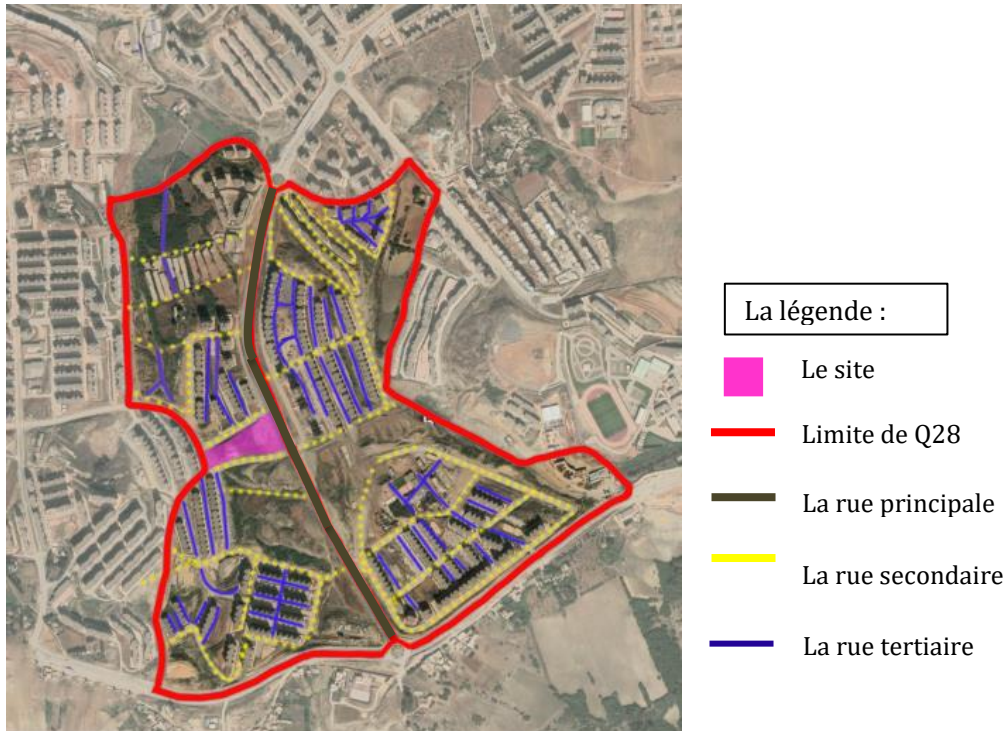 La légende :
Le site
Limite de Q28
La rue principale
La rue secondaire
La rue tertiaire